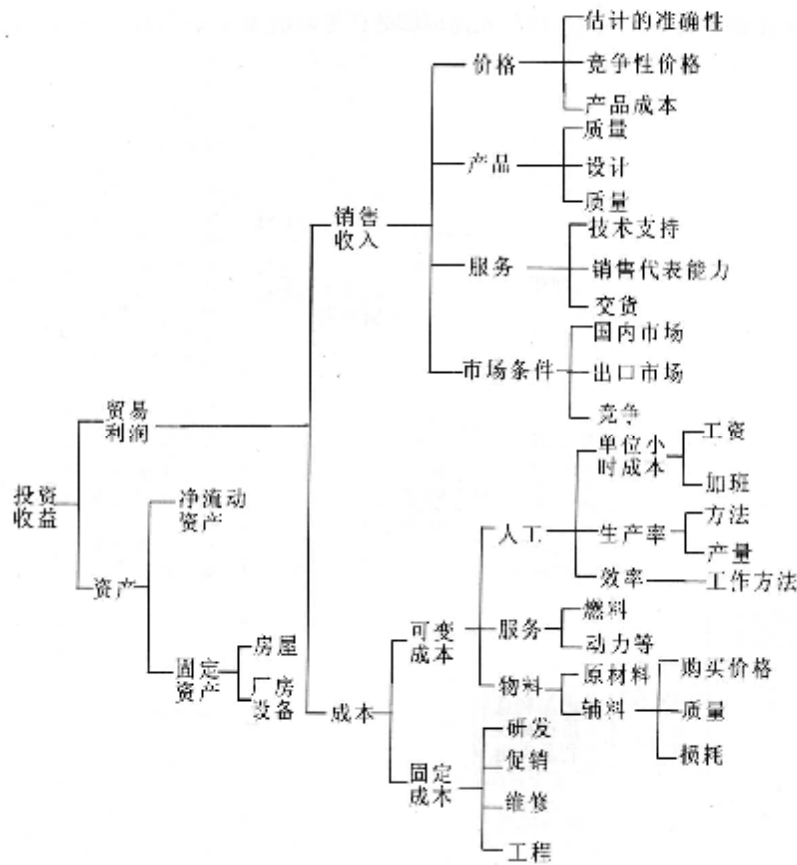 估计的准确性
价格
竞争性价格
产品成本
质量
产品
设计
质量
销售
收入
技术支持
服务
销售代表能力
交货
国内市场
市场条件
出口市场
竞争
贸易
利润
单位小
时成本
工资
加班
投资
收益
净流动
资产
人工
生产率
方法
产量
资产
效率
工作方法
可变
成本
服务
燃料
动力等
固定
资产
房屋
厂房
设备
物料
原材料
辅料
购买价格
质量
损耗
成本
研发
促销
固定
成本
维修
工程